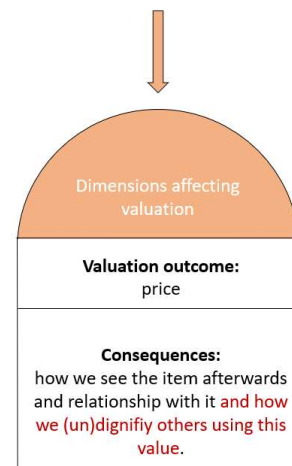 Dimensions affecting
valuation
Valuation outcome:
price
Consequences:
how we see the item afterwards
and relationship with it and how
we (un)dignifiy others using this
value.